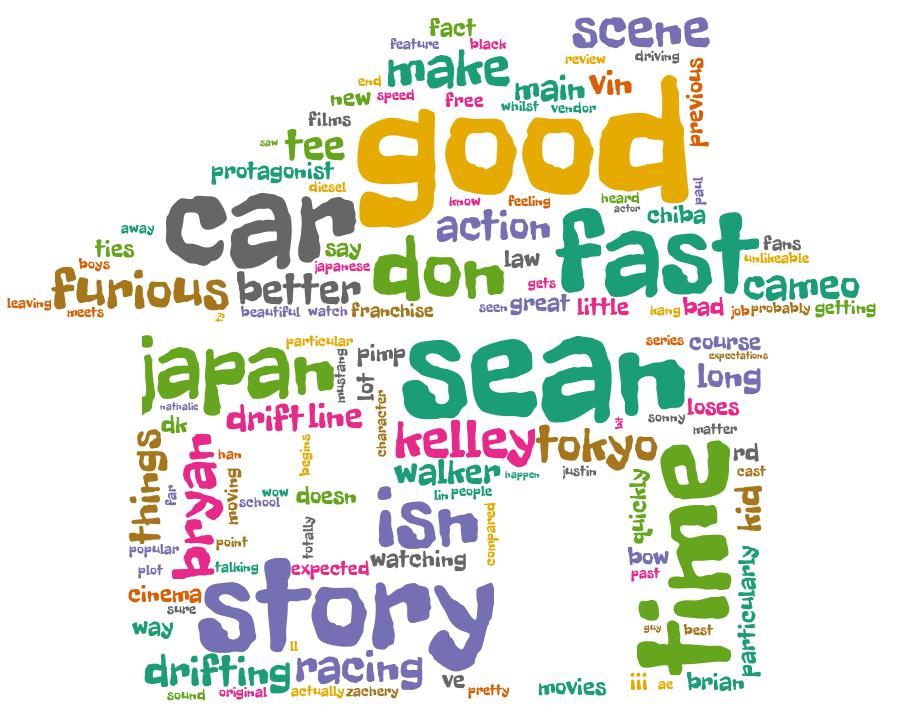 fact
scene
feature
black
driving
review
make
end
main
vin
previous
new
speed
free
whilst
vendor
films
good
saw
tee
protagonist
diesel
paul
know
feeling
heard
actor
chiba
car
action
fast
away
ties
say
don
law
fans
boys
japanese
unlikeable
furious
better
gets
cameo
leaving
meets
beautiful
watch
franchise
seen
great
little
kang
bad
job
probably
getting
japan
particular
mustang
pimp
lot
sean
series
course
expectations
long
nathalie
drift
line
character
loses
sonny
matter
dk
things
bryan
han
begins
kelley
tokyo
time
rd
far
moving
walker
happen
justin
cast
school
wow
doesn
lin
people
quickly
kid
popular
point
totally
isn
compared
plot
talking
expected
watching
bow
past
particularly
cinema
sure
story
way
guy
best
ll
drifting
racing
ve
sound
original
actually
zachery
pretty
movies
iii
ae
brian